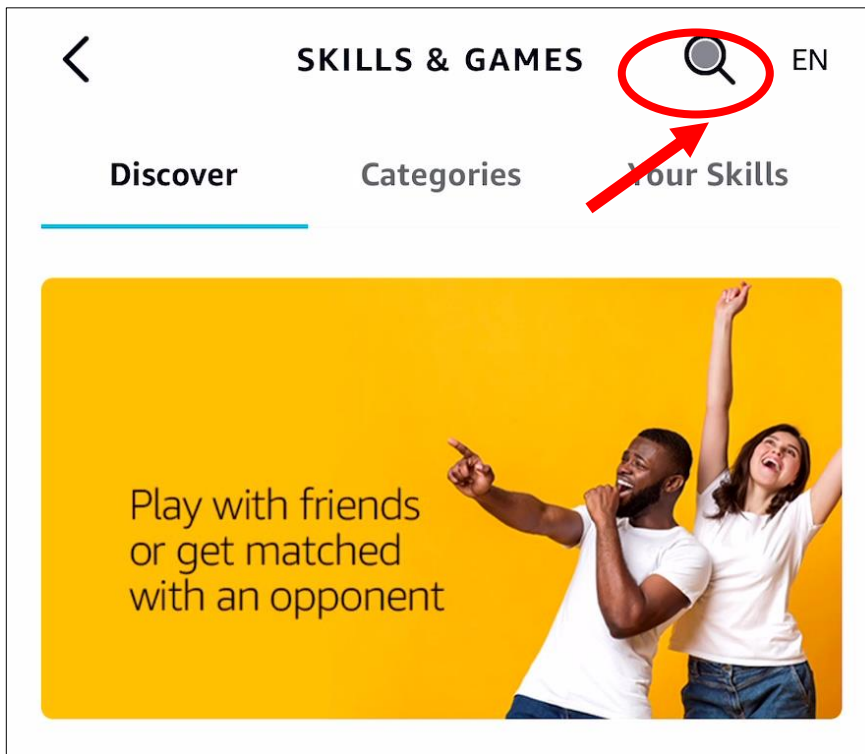 SKILLS & GAMES EN
Discover Categories Your Skills
Play with friends
or get matched
with an opponent